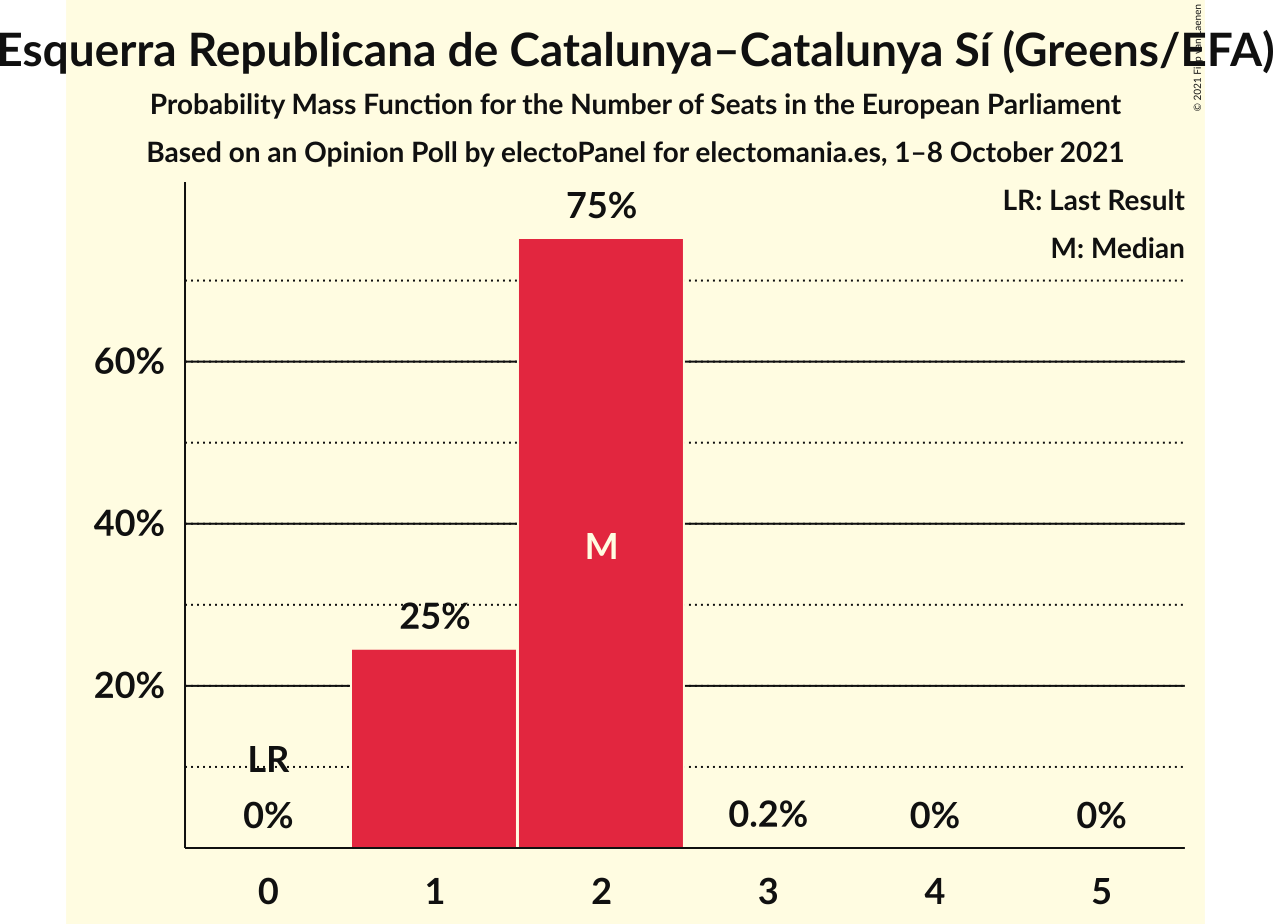 Esquerra Republicana de Catalunya–Catalunya Sí (Greens/EFA)
© 2021
Probability Mass Function for the Number of Seats in the European Parliament
Based on an Opinion Poll by electoPanel for electomania.es, 1–8 October 2021
LR: Last Result
M: Median
75%
60%
40%
M
25%
20%
LR
0%
0.2%
0%
0%
0
1
2
3
4
5